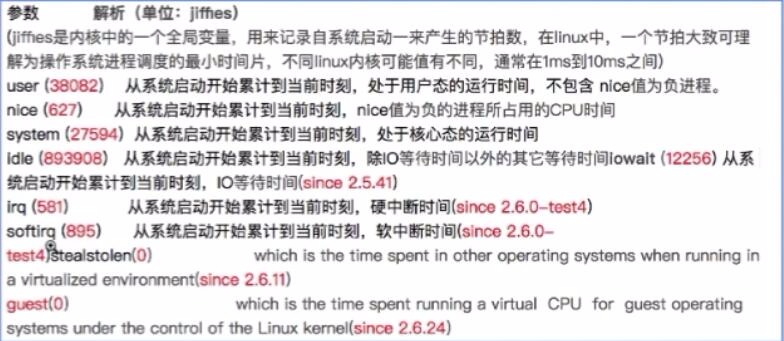 参数 解析（单位：jiffies）
(jiffies是内核中的一个全局变量，用来记录自系统启动一来产生的节拍数，在linux中，一个节拍大致可理
解为操作系统进程调度的最小时间片，不同linux内核可能值有不同，通常在1ms到10ms之间)
user (38082) 从系统启动开始累计到当前时刻，处于用户态的运行时间，不包含 nice值为负进程。
nice (627) 从系统启动开始累计到当前时刻，nice值为负的进程所占用的CPU时间
system (27594) 从系统启动开始累计到当前时刻，处于核心态的运行时间
idle (893908) 从系统启动开始累计到当前时刻，除IO等待时间以外的其它等待时间iowait (12256) 从系
统启动开始累计到当前时刻，IO等待时间(since 2.5.41)
irq (581) 从系统启动开始累计到当前时刻，硬中断时间(since 2.6.0-test4)
softirq (895) 从系统启动开始累计到当前时刻，软中断时间(since 2.6.0-
test4)stealstolen(0) which is the time spent in other operating systems when running in
a virtualized environment(since 2.6.11)
guest(0) which is the time spent running a virtual CPU for guest operating
systems under the control of the Linux kernel(since 2.6.24)